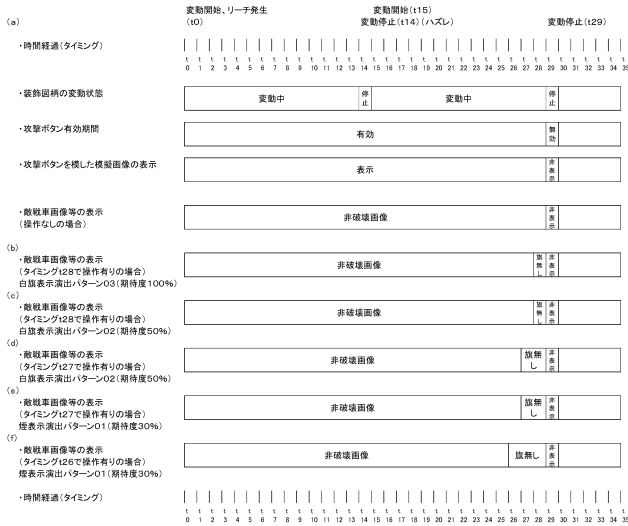 変動開始、リーチ発生
(t0)
変動開始(t15)
変動停止(t14)(ハズレ)
変動停止(t29)
(a)
・時間経過(タイミング)
t0 t1 t2 t3 t4 t5 t6 t7 t8 t9 t10 t11 t12 t13 t14 t15 t16 t17 t18 t19 t20 t21 t22 t23 t24 t25 t26 t27 t28 t29 t30 t31 t32 t33 t34 t35
・装飾図柄の変動状態
変動中 停止 変動中 停止
・攻撃ボタン有効期間
有効 無効
・攻撃ボタンを模した模擬画像の表示
表示 非表示
・敵戦車画像等の表示
(操作なしの場合)
非破壊画像 非表示
(b)
・敵戦車画像等の表示
(タイミングt28で操作有りの場合)
白旗表示演出パターン03(期待度100%)
非破壊画像 旗無し 非表示
(c)
・敵戦車画像等の表示
(タイミングt28で操作有りの場合)
白旗表示演出パターン02(期待度50%)
非破壊画像 旗無し 非表示
(d)
・敵戦車画像等の表示
(タイミングt27で操作有りの場合)
白旗表示演出パターン02(期待度50%)
非破壊画像 旗無し 非表示
(e)
・敵戦車画像等の表示
(タイミングt27で操作有りの場合)
煙表示演出パターン01(期待度30%)
非破壊画像 旗無し 非表示
(f)
・敵戦車画像等の表示
(タイミングt26で操作有りの場合)
煙表示演出パターン01(期待度30%)
非破壊画像 旗無し 非表示
・時間経過(タイミング)
t0 t1 t2 t3 t4 t5 t6 t7 t8 t9 t10 t11 t12 t13 t14 t15 t16 t17 t18 t19 t20 t21 t22 t23 t24 t25 t26 t27 t28 t29 t30 t31 t32 t33 t34 t35